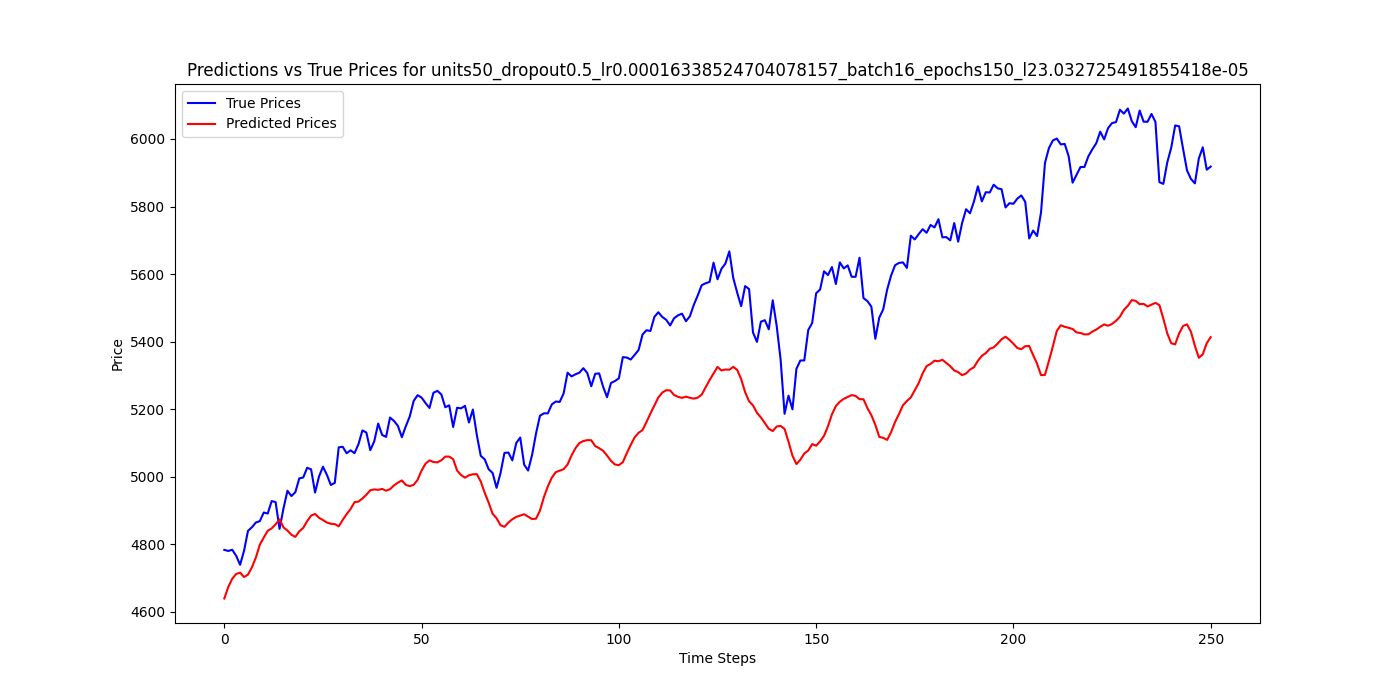 Predictions vs True Prices for units50_dropout0.5_lr0.00016338524704078157_batch16_epochs150_l23.032725491855418e-05
True Prices
Predicted Prices
6000
5800
5600
5400
5200
5000
4800
4600
Price
0 50 100 150 200 250
Time Steps